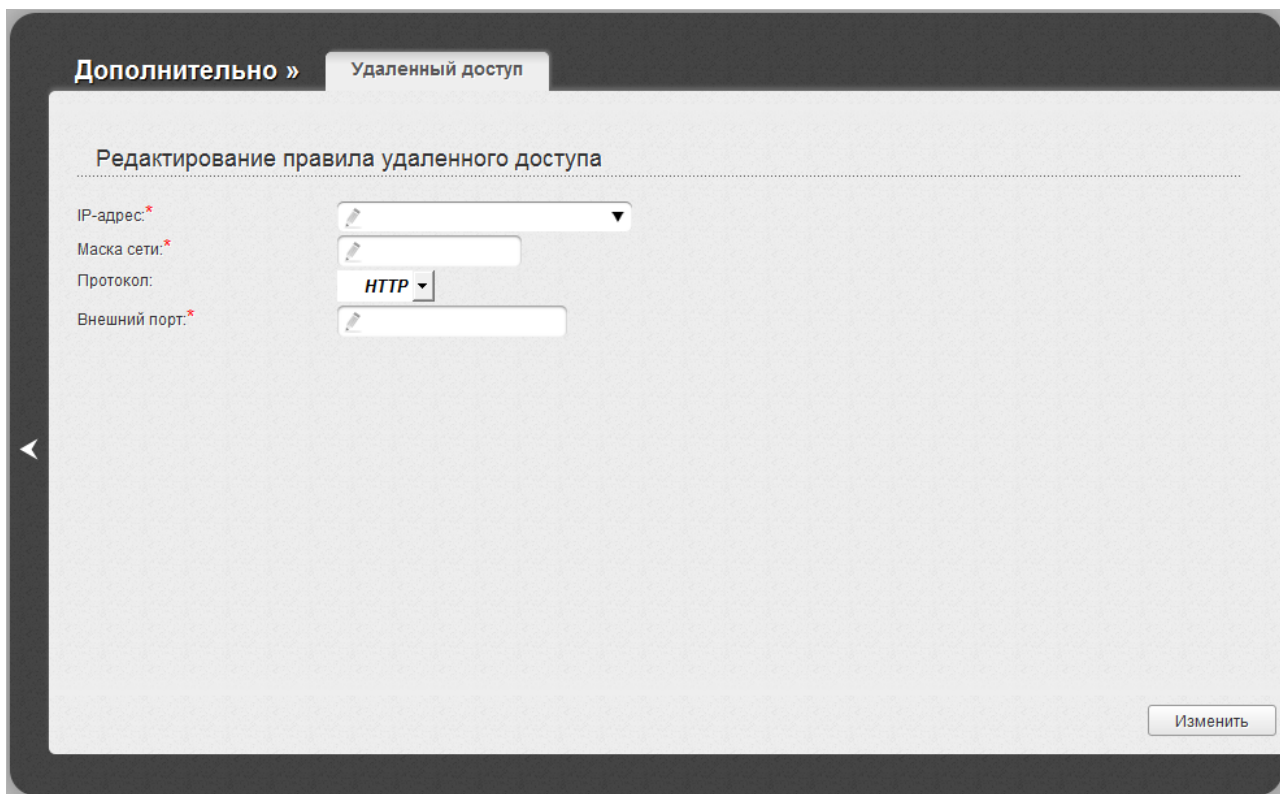 Дополнительно »
Удаленный доступ
Редактирование правила удаленного доступа
IP-адрес:*
Маска сети:*
Протокол: HTTP
Внешний порт:*
Изменить